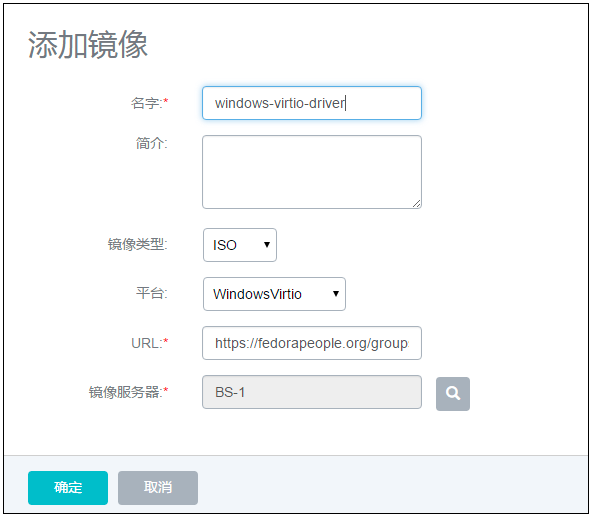 添加镜像
名字:* windows-virtio-driver
简介:
镜像类型: ISO
平台: WindowsVirtio
URL:* https://fedorapeople.org/group
镜像服务器:* BS-1
确定 取消